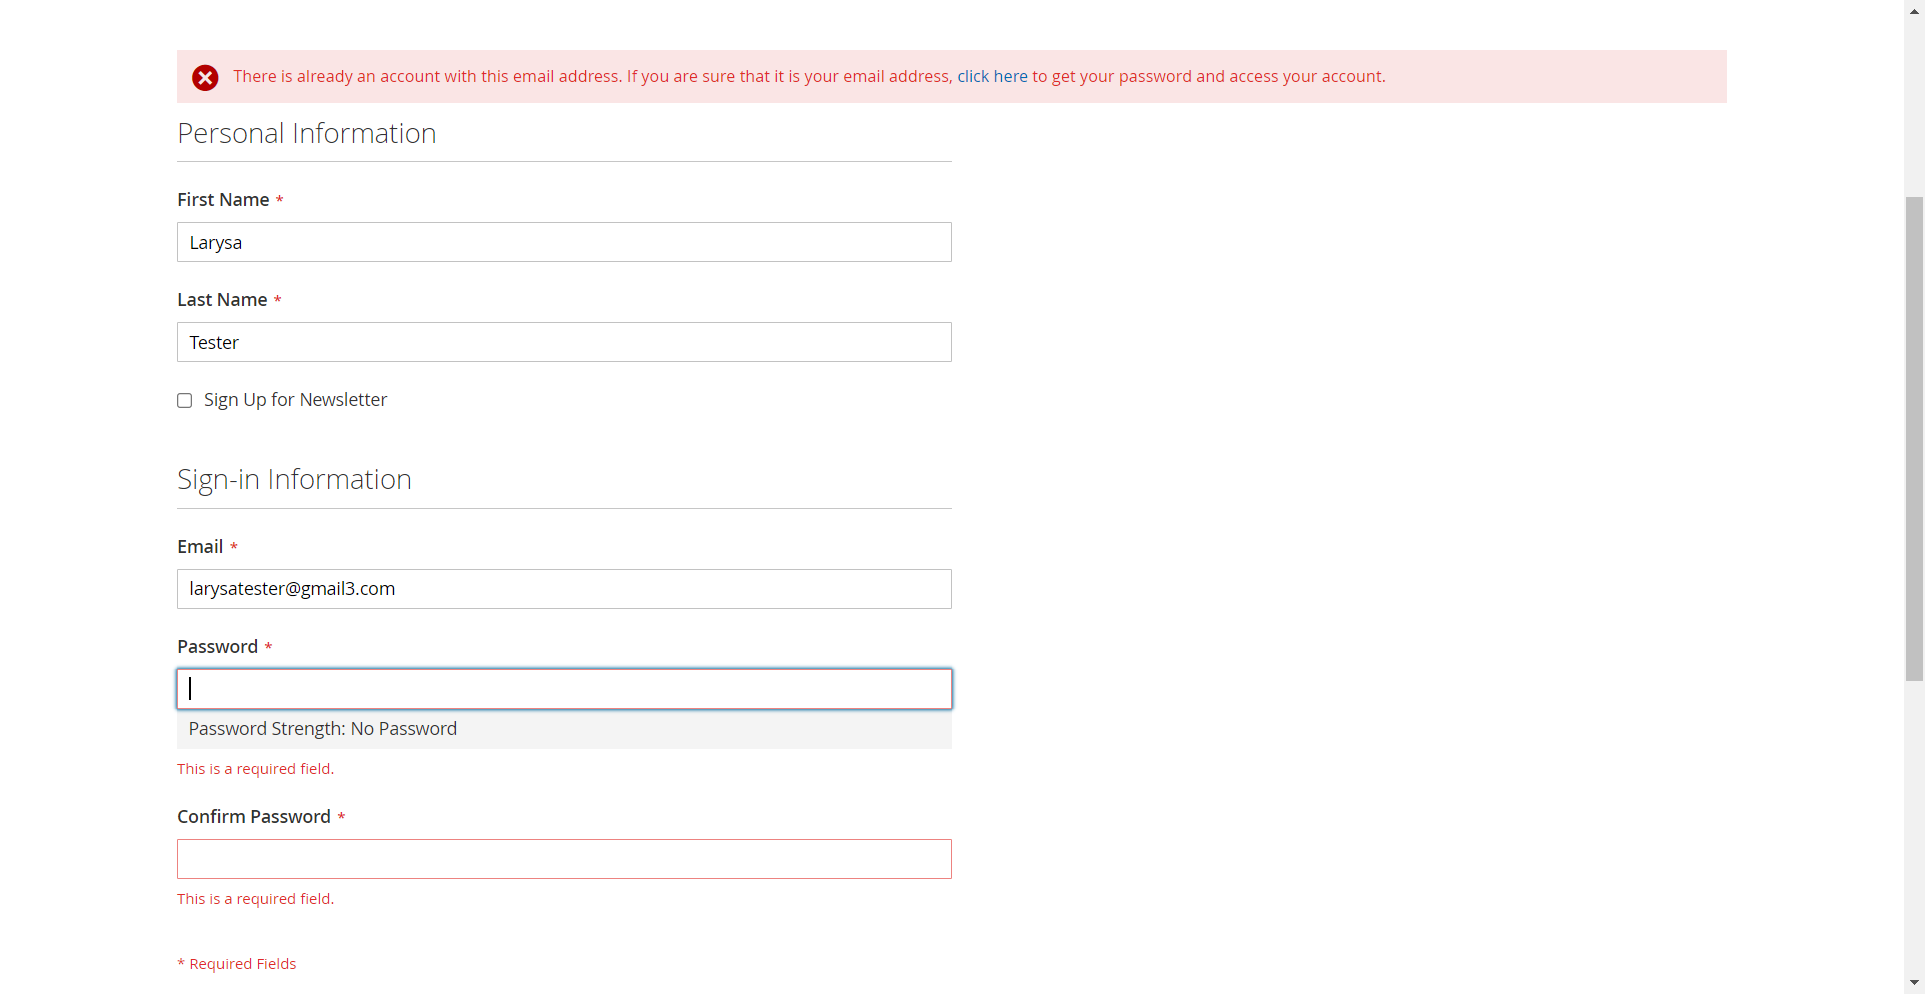 There is already an account with this email address. If you are sure that it is your email address, click here to get your password and access your account.
Personal Information
First Name *
Larysa
Last Name *
Tester
Sign Up for Newsletter
Sign-in Information
Email *
larysatester@gmail3.com
Password *
Password Strength: No Password
This is a required field.
Confirm Password *
This is a required field.
* Required Fields